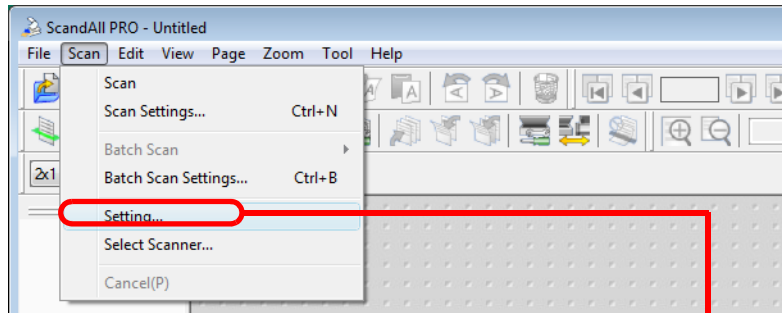 ScandAll PRO - Untitled
File Scan Edit View Page Zoom Tool Help
Scan
Scan Settings... Ctrl+N
Batch Scan
Batch Scan Settings... Ctrl+B
2x1
Setting...
Select Scanner...
Cancel(P)